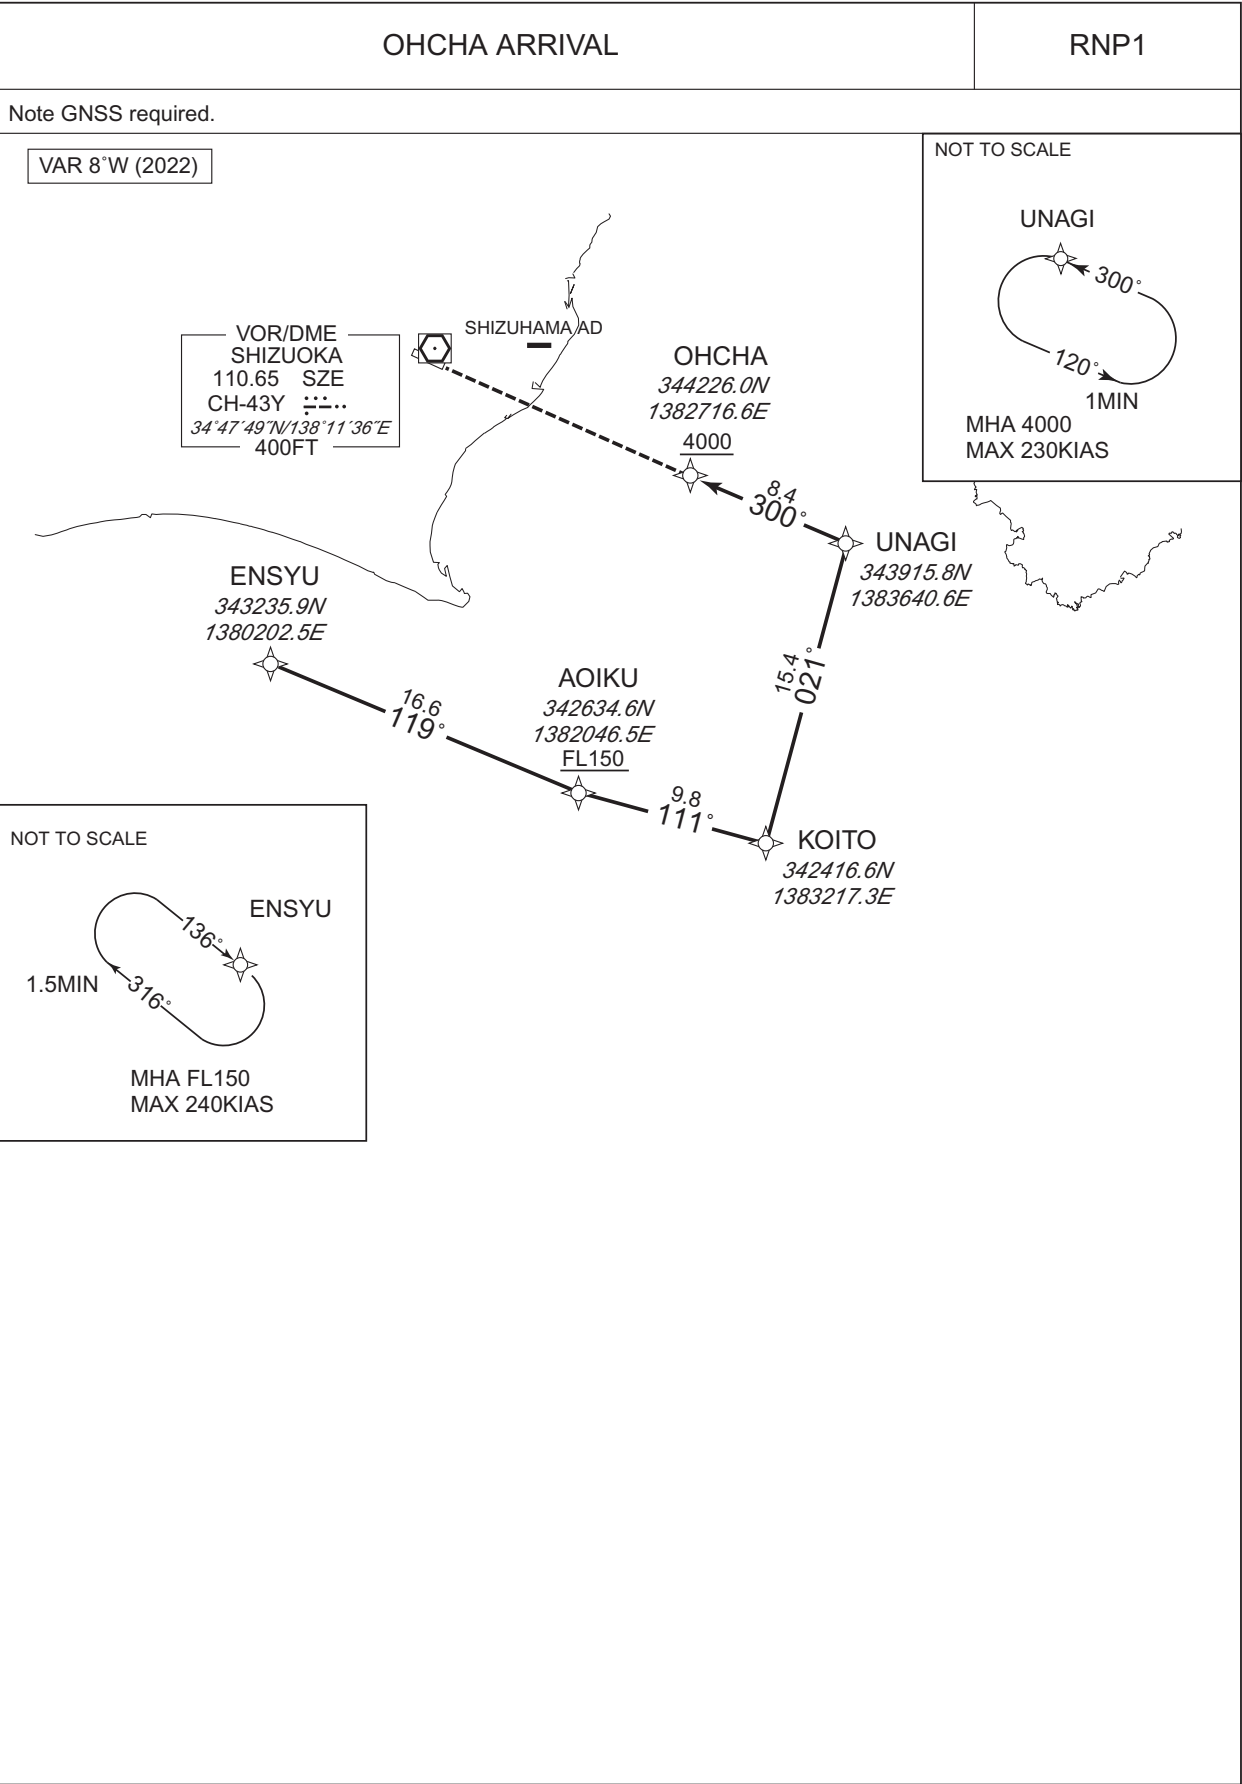 OHCHA ARRIVAL
RNP1
Note GNSS required.
VAR 8°W (2022)
NOT TO SCALE
UNAGI
300°
120°
1MIN
MHA 4000
MAX 230KIAS
VOR/DME
SHIZUOKA
110.65 SZE
CH-43Y
34°47′49″N/138°11′36″E
400FT
SHIZUHAMA AD
OHCHA
344226.0N
1382716.6E
4000
8.4
300°
UNAGI
343915.8N
1383640.6E
ENSYU
343235.9N
1380202.5E
15.4
021°
16.6
119°
AOIKU
342634.6N
1382046.5E
FL150
9.8
111°
KOITO
342416.6N
1383217.3E
NOT TO SCALE
ENSYU
136°
1.5MIN
316°
MHA FL150
MAX 240KIAS